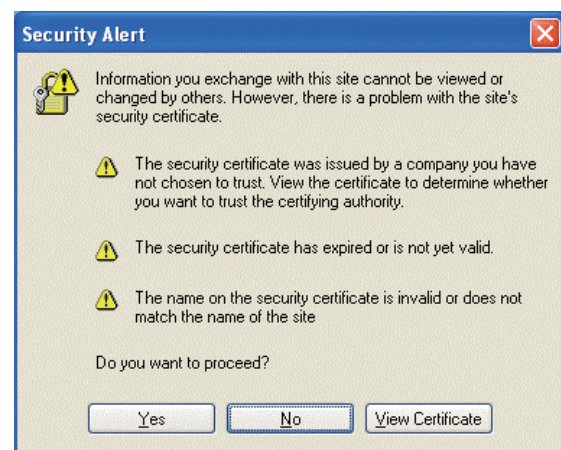 Security Alert
Information you exchange with this site cannot be viewed or
changed by others. However, there is a problem with the site's
security certificate.
The security certificate was issued by a company you have
not chosen to trust. View the certificate to determine whether
you want to trust the certifying authority.
The security certificate has expired or is not yet valid.
The name on the security certificate is invalid or does not
match the name of the site
Do you want to proceed?
Yes No View Certificate